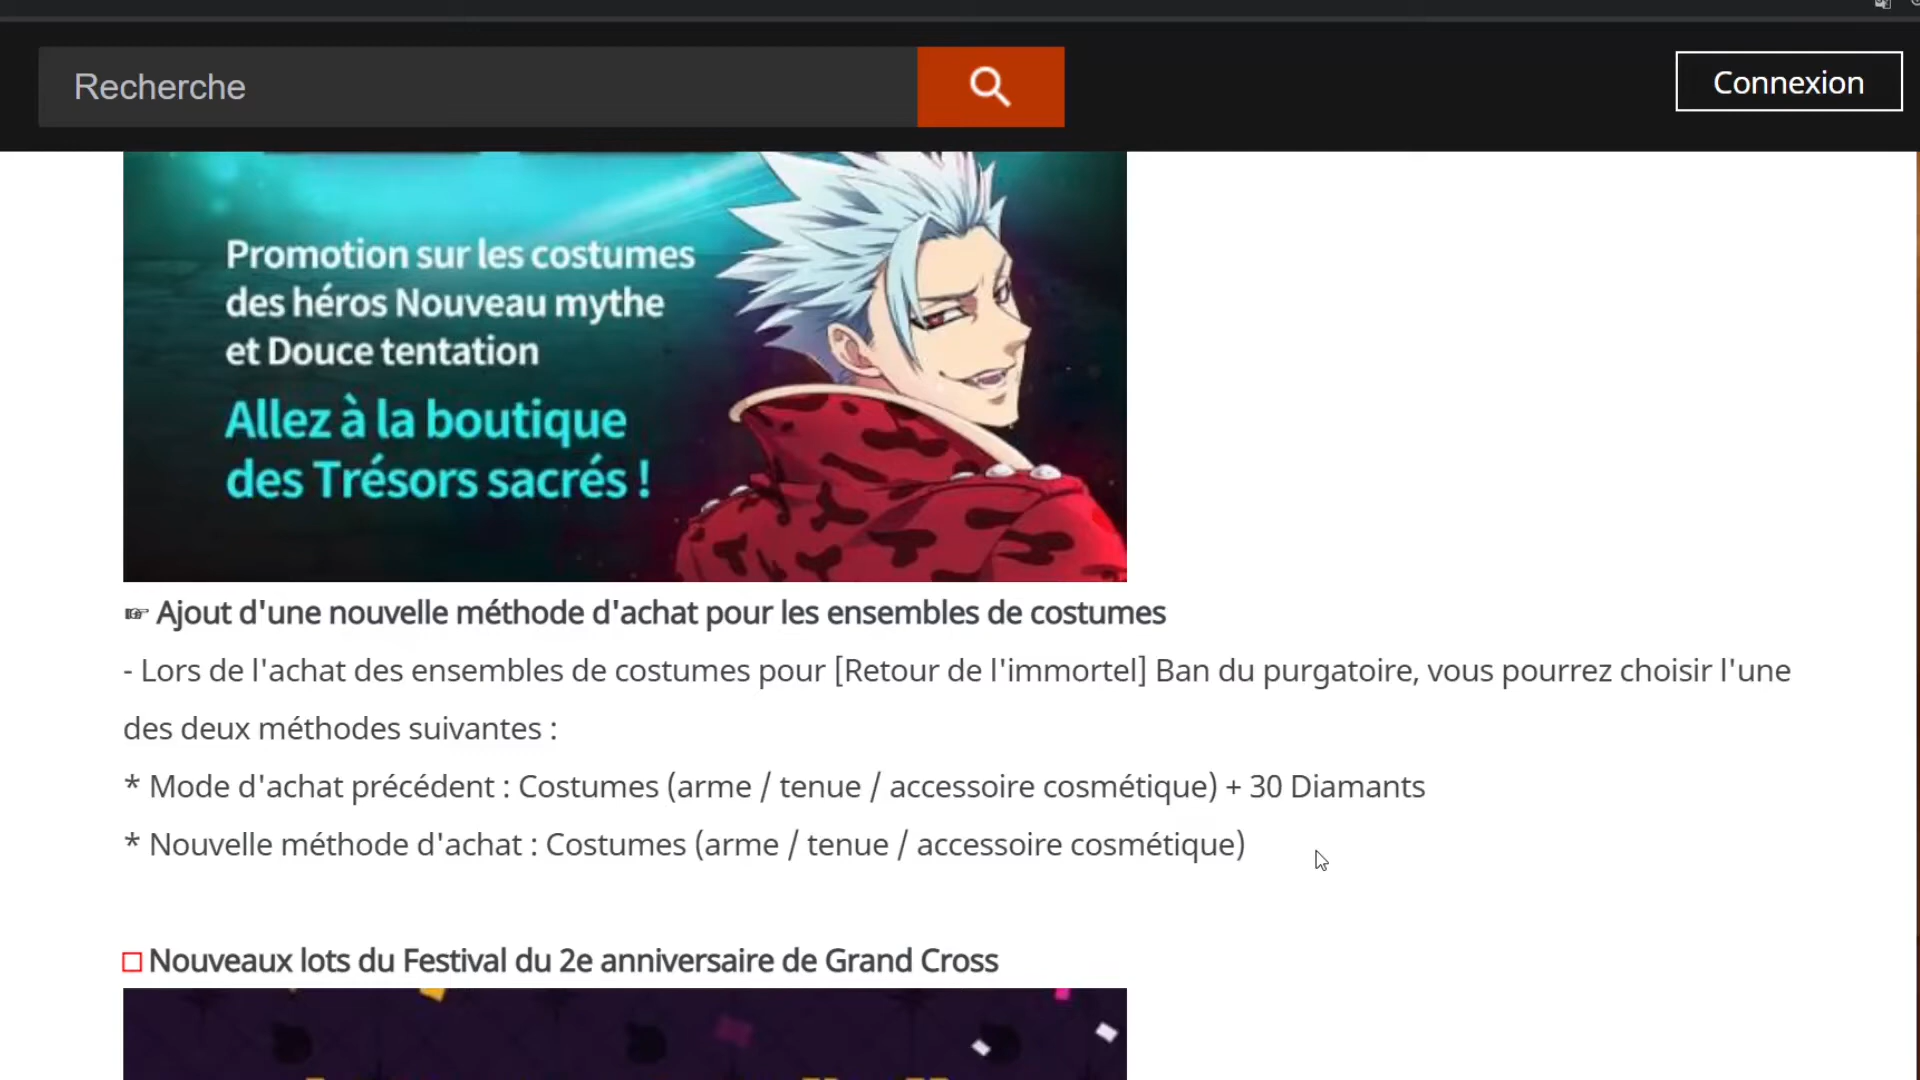 Recherche
Connexion
Promotion sur les costumes
des héros Nouveau mythe
et Douce tentation
Allez à la boutique
des Trésors sacrés !
☞ Ajout d'une nouvelle méthode d'achat pour les ensembles de costumes
- Lors de l'achat des ensembles de costumes pour [Retour de l'immortel] Ban du purgatoire, vous pourrez choisir l'une
des deux méthodes suivantes :
* Mode d'achat précédent : Costumes (arme / tenue / accessoire cosmétique) + 30 Diamants
* Nouvelle méthode d'achat : Costumes (arme / tenue / accessoire cosmétique)
□ Nouveaux lots du Festival du 2e anniversaire de Grand Cross